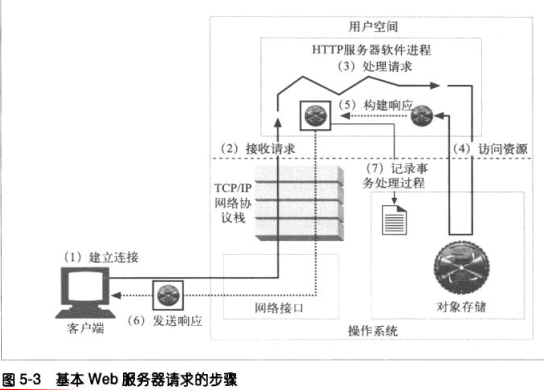 用户空间
HTTP服务器软件进程
(3)处理请求
(5)构建响应
(2)接收请求
(4)访问资源
(7)记录事
务处理过程
TCP/IP
网络协
议栈
(1)建立连接
(6)发送响应
客户端
网络接口
对象存储
操作系统
图 5-3 基本 Web 服务器请求的步骤